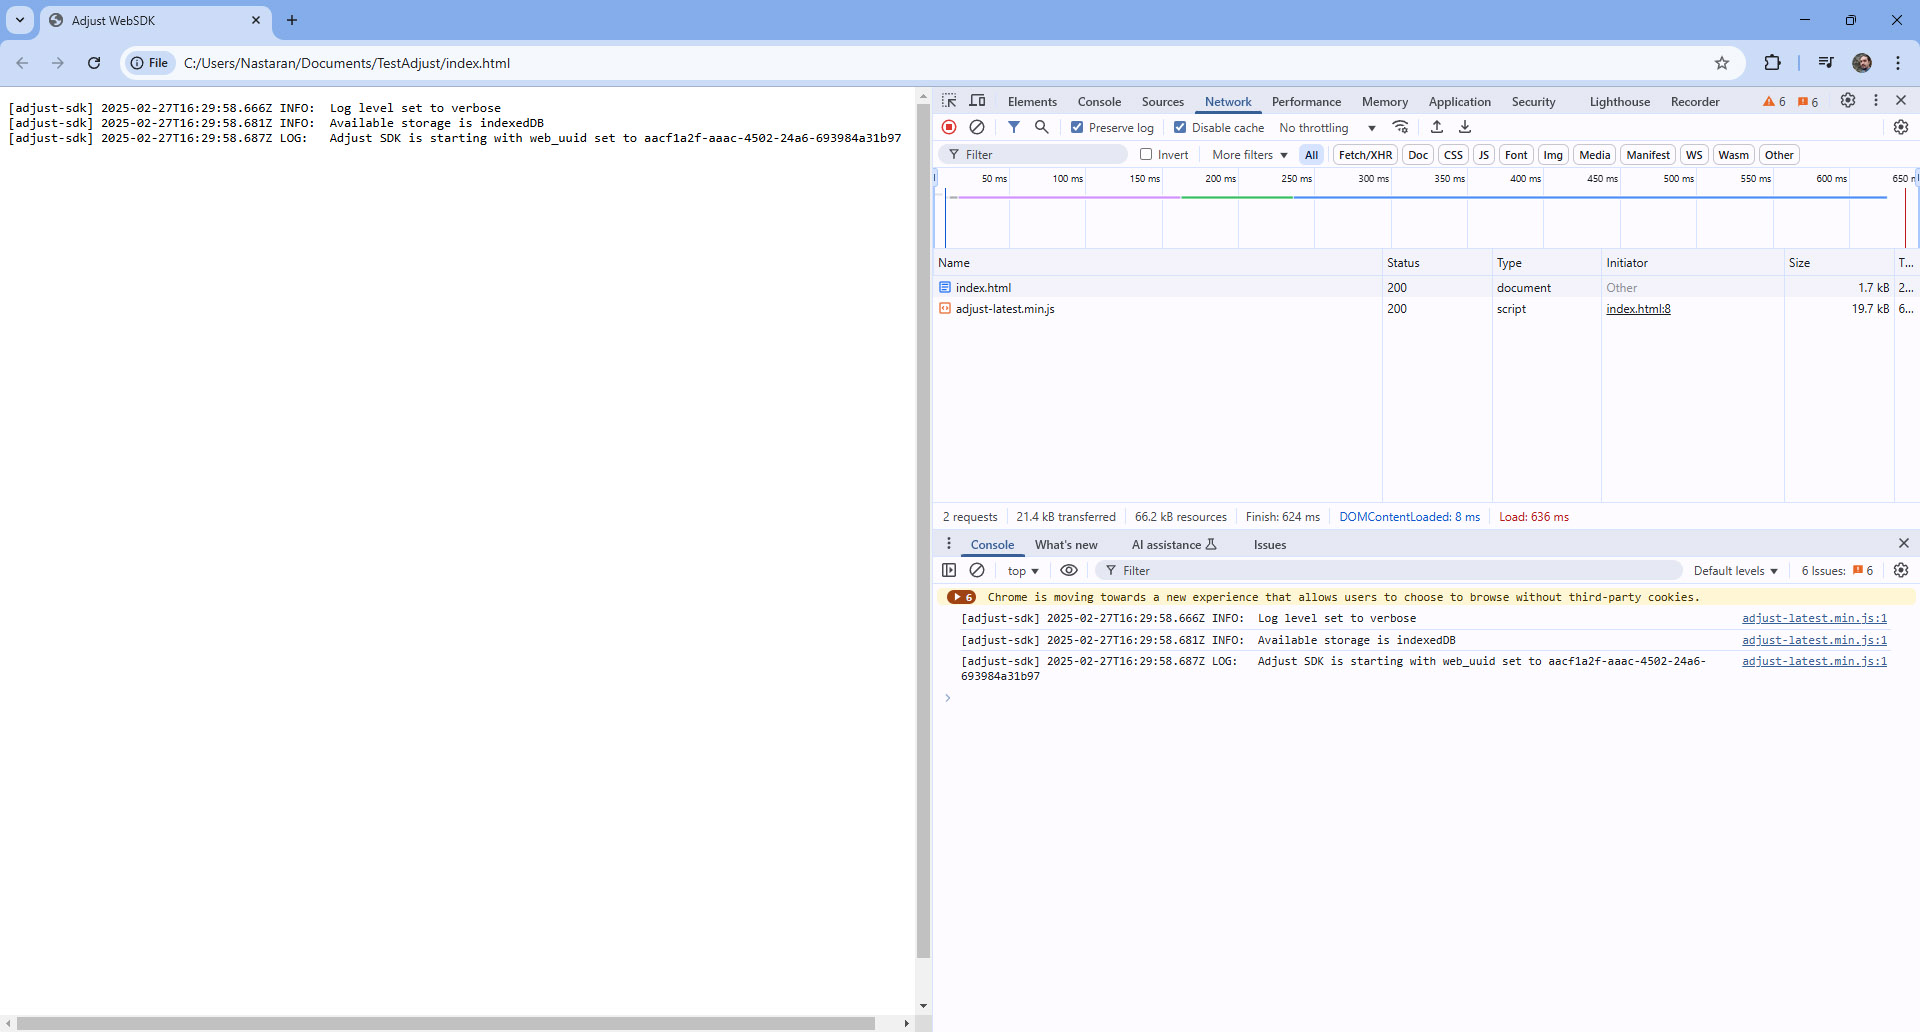 Adjust WebSDK
File
C:/Users/Nastaran/Documents/TestAdjust/index.html
[adjust-sdk] 2025-02-27T16:29:58.666Z INFO:  Log level set to verbose
[adjust-sdk] 2025-02-27T16:29:58.681Z INFO:  Available storage is indexedDB
[adjust-sdk] 2025-02-27T16:29:58.687Z LOG:   Adjust SDK is starting with web_uuid set to aacf1a2f-aaac-4502-24a6-693984a31b97
Elements Console Sources Network Performance Memory Application Security Lighthouse Recorder 6 6
Preserve log Disable cache No throttling
Filter Invert More filters All Fetch/XHR Doc CSS JS Font Img Media Manifest WS Wasm Other
50 ms 100 ms 150 ms 200 ms 250 ms 300 ms 350 ms 400 ms 450 ms 500 ms 550 ms 600 ms 650 m
Name Status Type Initiator Size T...
index.html 200 document Other 1.7 kB 2...
adjust-latest.min.js 200 script index.html:8 19.7 kB 6...
2 requests 21.4 kB transferred 66.2 kB resources Finish: 624 ms DOMContentLoaded: 8 ms Load: 636 ms
Console What's new AI assistance Issues
top Filter Default levels 6 Issues: 6
6 Chrome is moving towards a new experience that allows users to choose to browse without third-party cookies.
[adjust-sdk] 2025-02-27T16:29:58.666Z INFO:  Log level set to verbose adjust-latest.min.js:1
[adjust-sdk] 2025-02-27T16:29:58.681Z INFO:  Available storage is indexedDB adjust-latest.min.js:1
[adjust-sdk] 2025-02-27T16:29:58.687Z LOG:   Adjust SDK is starting with web_uuid set to aacf1a2f-aaac-4502-24a6- adjust-latest.min.js:1
693984a31b97